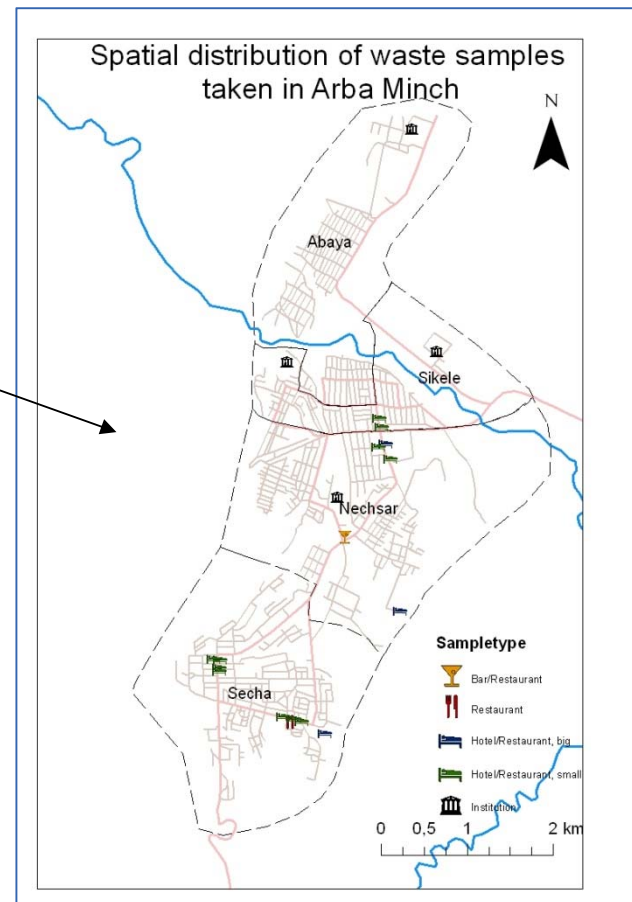 Spatial distribution of waste samples
taken in Arba Minch
N
Abaya
Sikele
Nechsar
Secha
Sampletype
Bar/Restaurant
Restaurant
Hotel/Restaurant, big
Hotel/Restaurant, small
Institution
0 0,5 1 2 km